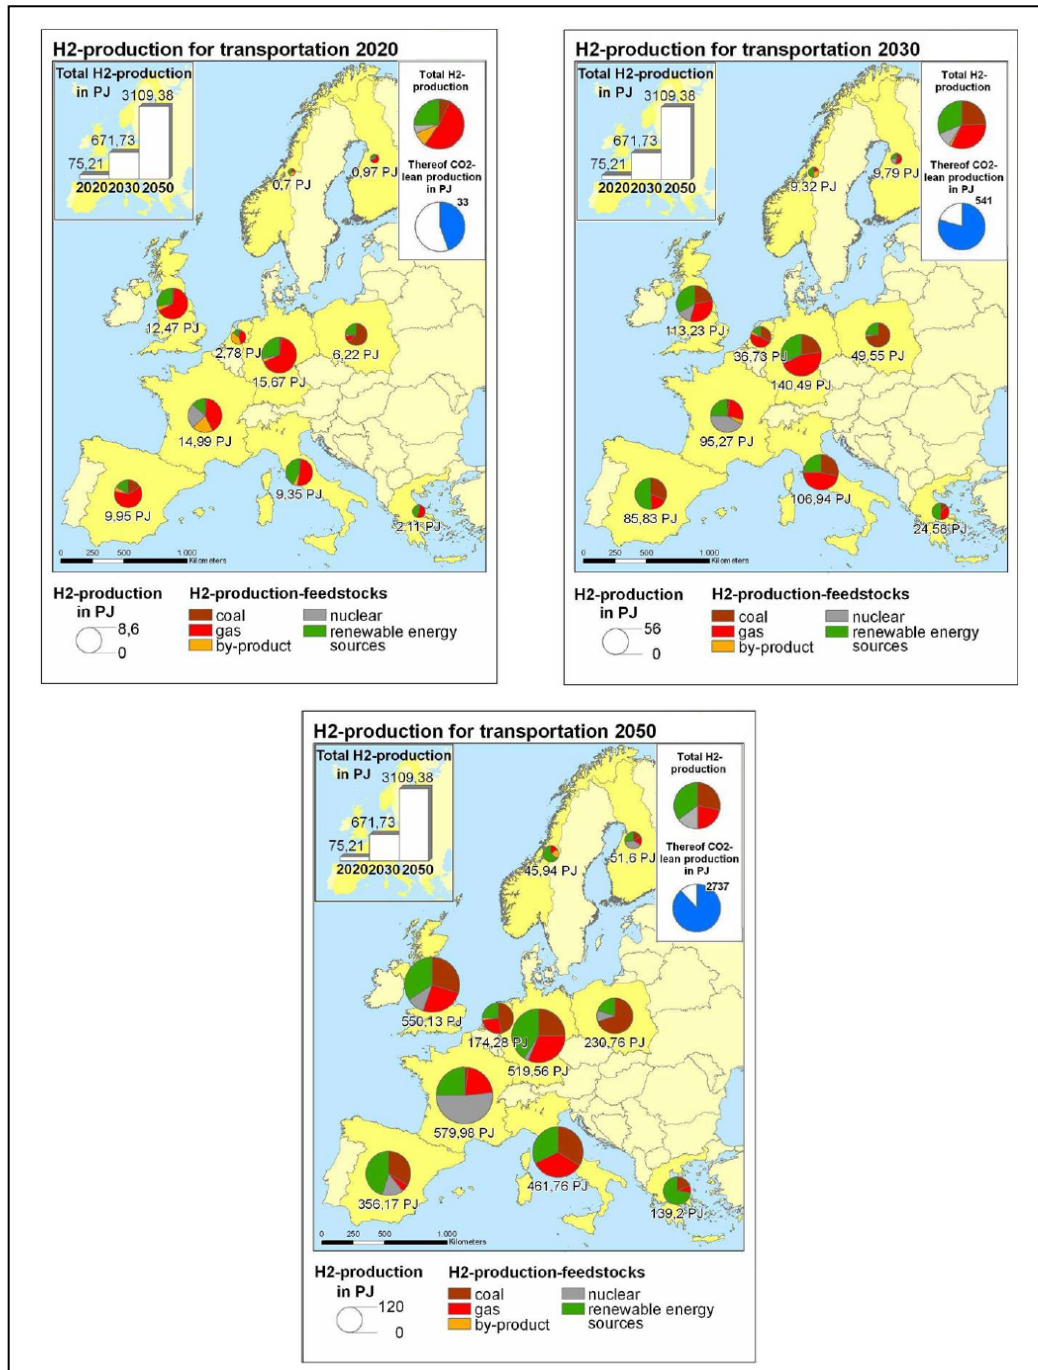 H2-production for transportation 2020
Total H2-production
in PJ
3109,38
671,73
75,21
2020 2030 2050
Total H2-
production
Thereof CO2-
lean production
in PJ
33
0,7 PJ
0,97 PJ
12,47 PJ
2,78 PJ
6,22 PJ
15,67 PJ
14,99 PJ
9,35 PJ
9,95 PJ
2,11 PJ
0 250 500 1 000
Kilometers
H2-production
in PJ
8,6
0
H2-production-feedstocks
coal
gas
by-product
nuclear
renewable energy
sources
H2-production for transportation 2030
Total H2-production
in PJ
3109,38
671,73
75,21
2020 2030 2050
Total H2-
production
Thereof CO2-
lean production
in PJ
541
9,32 PJ
9,79 PJ
113,23 PJ
36,73 PJ
49,55 PJ
140,49 PJ
95,27 PJ
106,94 PJ
85,83 PJ
24,58 PJ
0 250 500 1 000
Kilometers
H2-production
in PJ
56
0
H2-production-feedstocks
coal
gas
by-product
nuclear
renewable energy
sources
H2-production for transportation 2050
Total H2-production
in PJ
3109,38
671,73
75,21
2020 2030 2050
Total H2-
production
Thereof CO2-
lean production
in PJ
2737
45,94 PJ
51,6 PJ
550,13 PJ
174,28 PJ
230,76 PJ
519,56 PJ
579,98 PJ
461,76 PJ
356,17 PJ
139,2 PJ
0 250 500 1.000
Kilometers
H2-production
in PJ
120
0
H2-production-feedstocks
coal
gas
by-product
nuclear
renewable energy
sources